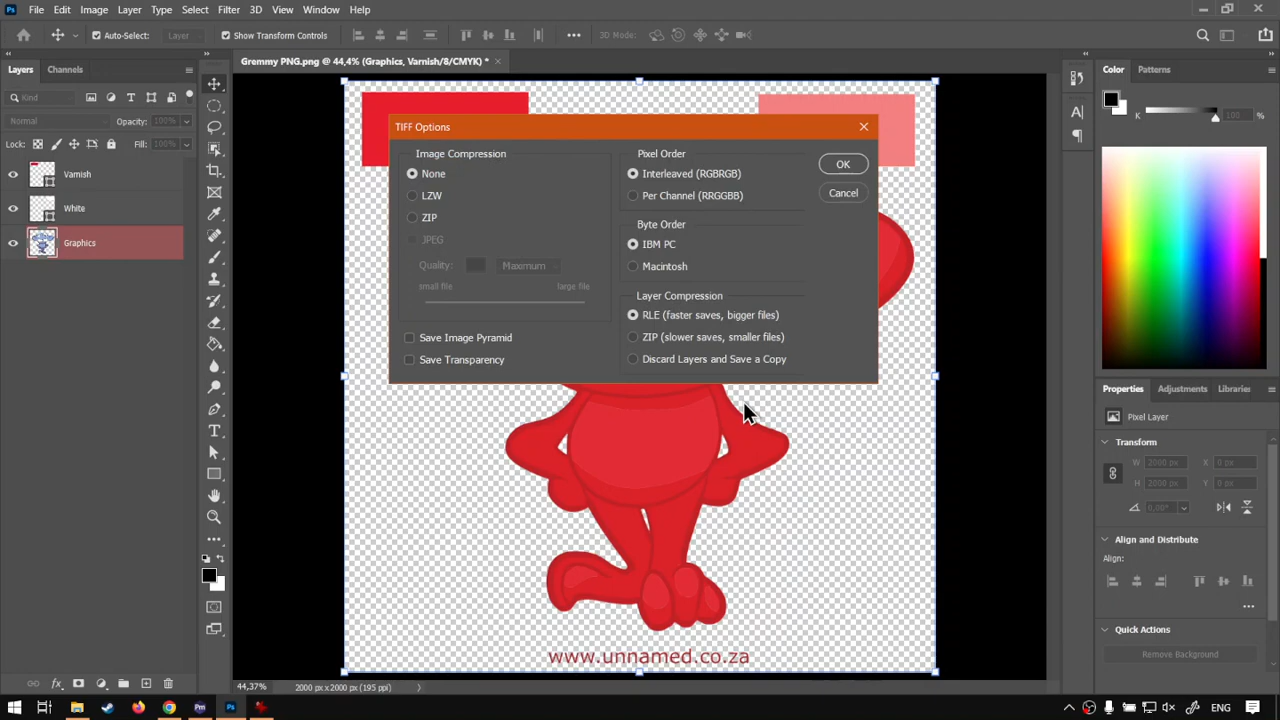 Ps File Edit Image Layer Type Select Filter 3D View Window Help
Auto-Select: Layer Show Transform Controls 3D Mode:
Layers Channels Gremmy PNG.png @ 44,4% (Graphics, Varnish/8/CMYK) * Color Patterns
Kind
Normal Opacity: 100%
Lock: Fill: 100%
Varnish
White
Graphics
K 100 %
TIFF Options
Image Compression
None
LZW
ZIP
JPEG
Quality: Maximum
small file large file
Save Image Pyramid
Save Transparency
Pixel Order
Interleaved (RGBRGB)
Per Channel (RRGGBB)
Byte Order
IBM PC
Macintosh
Layer Compression
RLE (faster saves, bigger files)
ZIP (slower saves, smaller files)
Discard Layers and Save a Copy
OK
Cancel
www.unnamed.co.za
Properties Adjustments Libraries
Pixel Layer
Transform
W 2000 px X 0 px
H 2000 px Y 0 px
0,00°
Align and Distribute
Align:
Quick Actions
Remove Background
44,37% 2000 px x 2000 px (195 ppi)
Pm Ps ENG